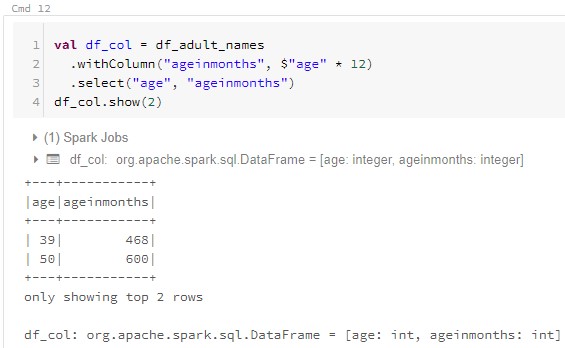 Cmd 12
1 val df_col = df_adult_names
2 .withColumn("ageinmonths", $"age" * 12)
3 .select("age", "ageinmonths")
4 df_col.show(2)
(1) Spark Jobs
df_col: org.apache.spark.sql.DataFrame = [age: integer, ageinmonths: integer]
+---+-----------+
|age|ageinmonths|
+---+-----------+
| 39|        468|
| 50|        600|
+---+-----------+
only showing top 2 rows
df_col: org.apache.spark.sql.DataFrame = [age: int, ageinmonths: int]